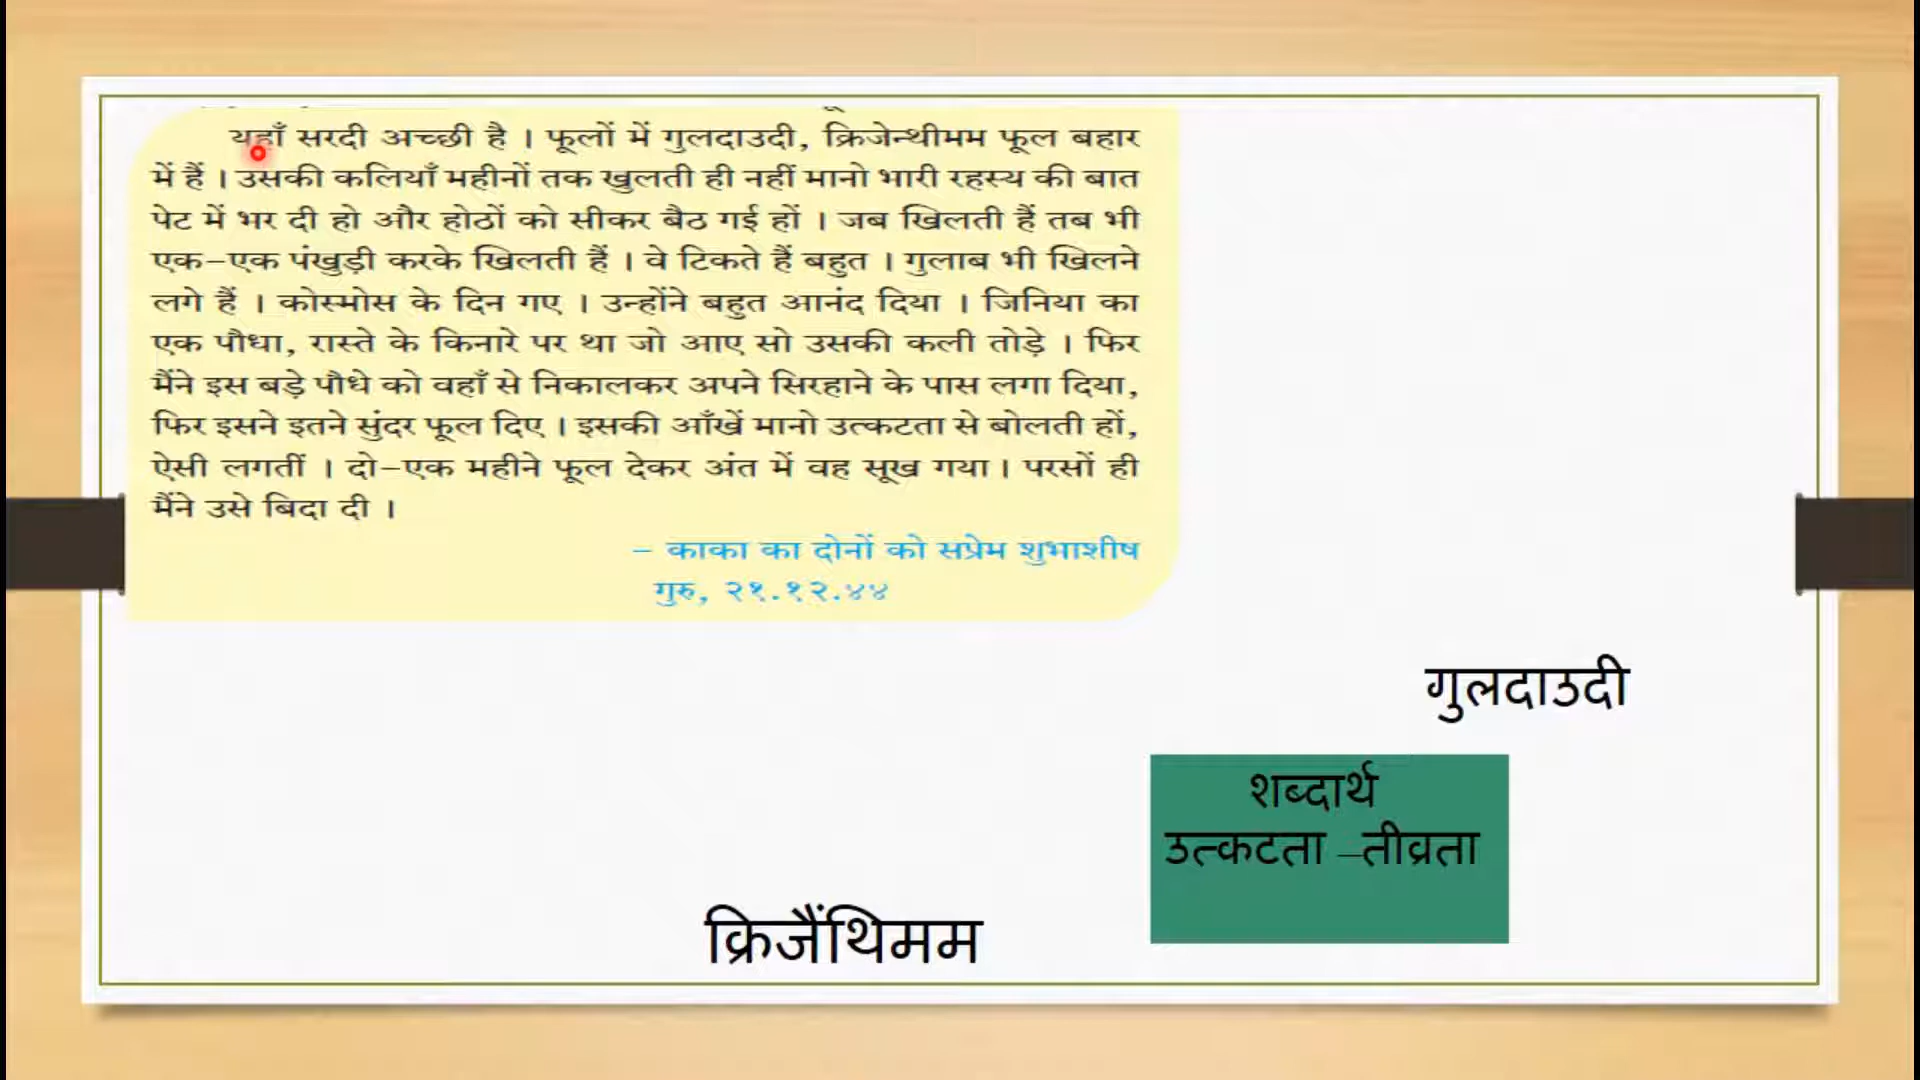 यहाँ सरदी अच्छी है । फूलों में गुलदाउदी, क्रिजेन्थीमम फूल बहार
में हैं । उसकी कलियाँ महीनों तक खुलती ही नहीं मानो भारी रहस्य की बात
पेट में भर दी हो और होठों को सीकर बैठ गई हों । जब खिलती हैं तब भी
एक-एक पंखुड़ी करके खिलती हैं । वे टिकते हैं बहुत । गुलाब भी खिलने
लगे हैं । कोस्मोस के दिन गए । उन्होंने बहुत आनंद दिया । जिनिया का
एक पौधा, रास्ते के किनारे पर था जो आए सो उसकी कली तोड़े । फिर
मैंने इस बड़े पौधे को वहाँ से निकालकर अपने सिरहाने के पास लगा दिया,
फिर इसने इतने सुंदर फूल दिए । इसकी आँखें मानो उत्कटता से बोलती हों,
ऐसी लगतीं । दो-एक महीने फूल देकर अंत में वह सूख गया । परसों ही
मैंने उसे बिदा दी ।
– काका का दोनों को सप्रेम शुभाशीष
गुरु, २१.१२.४४
गुलदाउदी
शब्दार्थ
उत्कटता –तीव्रता
क्रिजैंथिमम